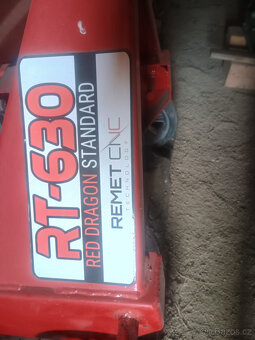 RT-630
RED DRAGON STANDARD
REMET CNC
TECHNOLOGY